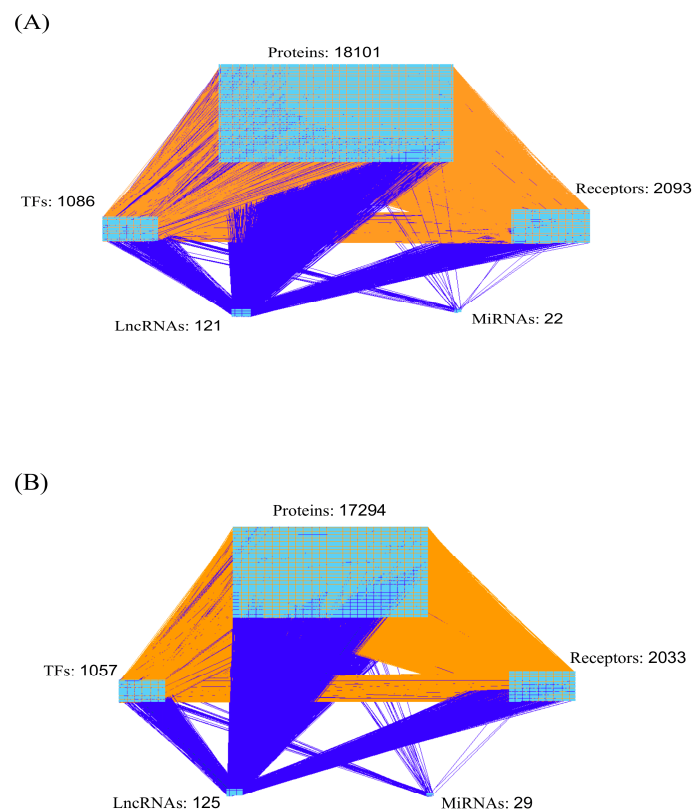 (A)
Proteins: 18101
TFs: 1086
Receptors: 2093
LncRNAs: 121
MiRNAs: 22
(B)
Proteins: 17294
TFs: 1057
Receptors: 2033
LncRNAs: 125
MiRNAs: 29